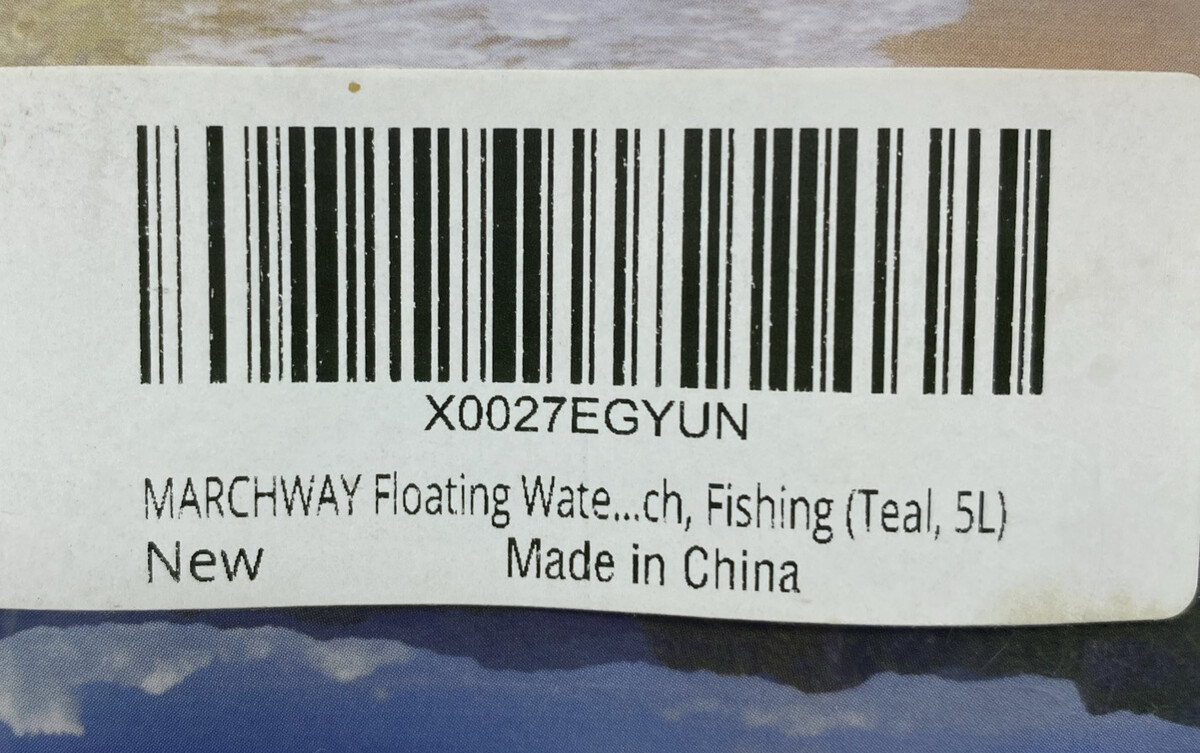 X0027EGYUN
MARCHWAY Floating Wate...ch, Fishing (Teal, 5L)
New Made in China